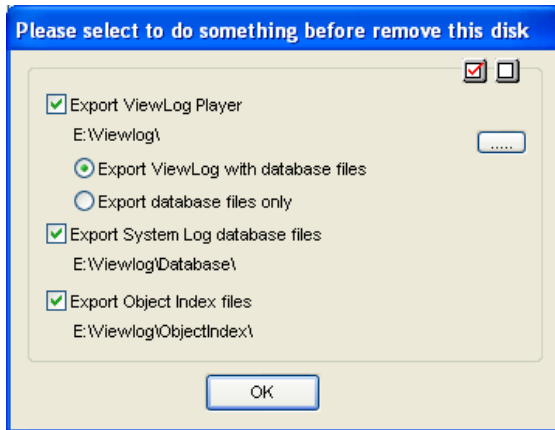 Please select to do something before remove this disk
Export ViewLog Player
E:\Viewlog\
.....
Export ViewLog with database files
Export database files only
Export System Log database files
E:\Viewlog\Database\
Export Object Index files
E:\Viewlog\ObjectIndex\
OK